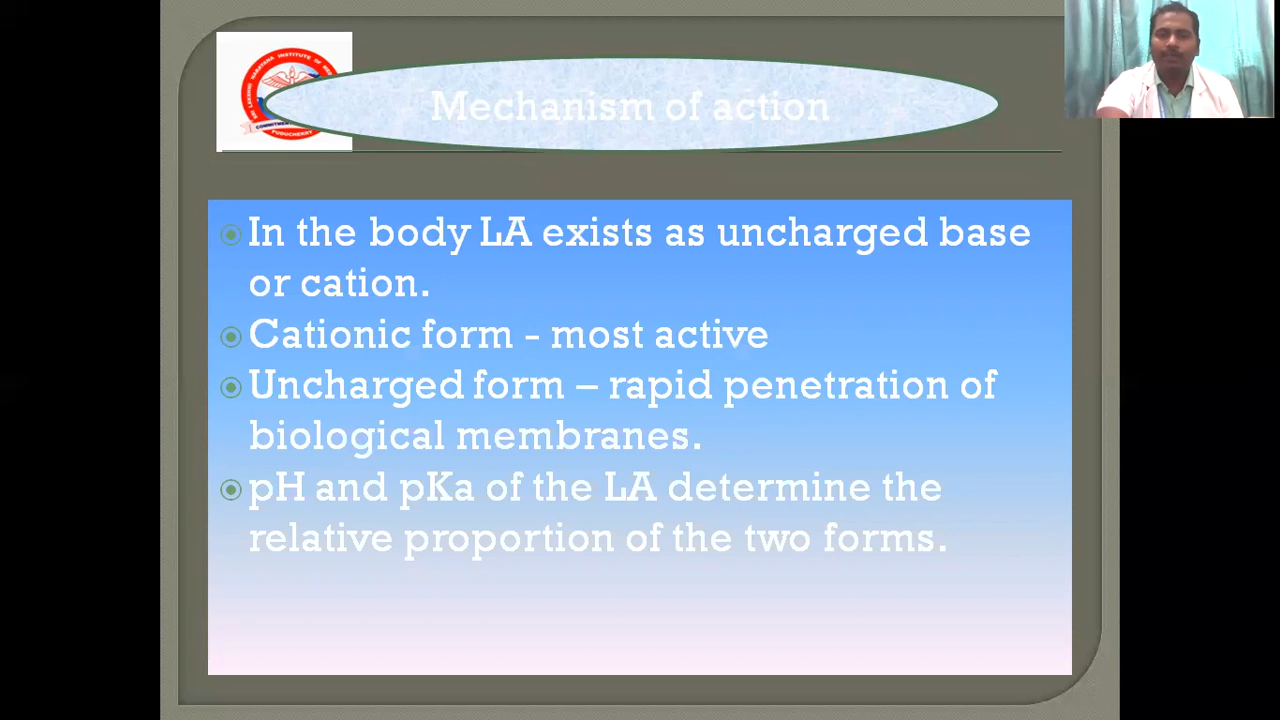 Mechanism of action
In the body LA exists as uncharged base
or cation.
Cationic form - most active
Uncharged form – rapid penetration of
biological membranes.
pH and pKa of the LA determine the
relative proportion of the two forms.